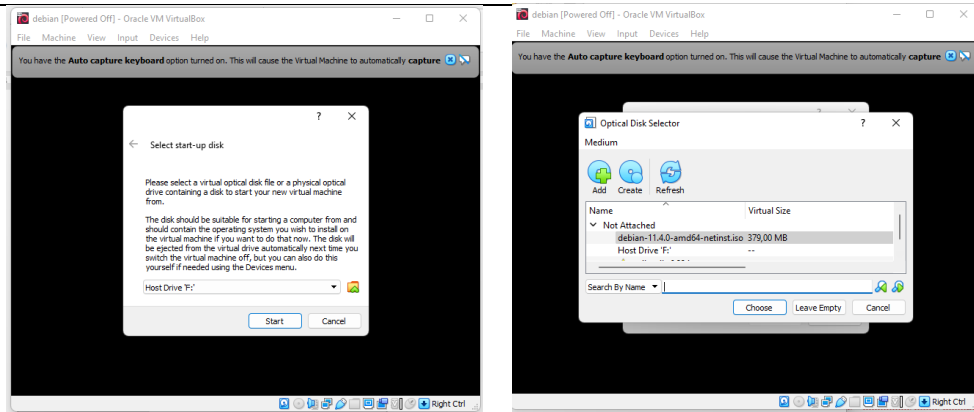 debian [Powered Off] - Oracle VM VirtualBox
File Machine View Input Devices Help
You have the Auto capture keyboard option turned on. This will cause the Virtual Machine to automatically capture
?
Select start-up disk
Please select a virtual optical disk file or a physical optical
drive containing a disk to start your new virtual machine
from.
The disk should be suitable for starting a computer from and
should contain the operating system you wish to install on
the virtual machine if you want to do that now. The disk will
be ejected from the virtual drive automatically next time you
switch the virtual machine off, but you can also do this
yourself if needed using the Devices menu.
Host Drive 'F:'
Start Cancel
Right Ctrl
debian [Powered Off] - Oracle VM VirtualBox
File Machine View Input Devices Help
You have the Auto capture keyboard option turned on. This will cause the Virtual Machine to automatically capture
Optical Disk Selector ?
Medium
Add Create Refresh
Name Virtual Size
Not Attached
debian-11.4.0-amd64-netinst.iso 379,00 MB
Host Drive 'F:' --
Search By Name
Choose Leave Empty Cancel
Right Ctrl